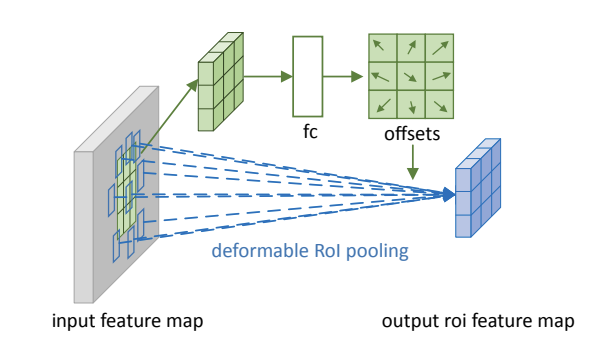 fc
offsets
deformable RoI pooling
input feature map
output roi feature map